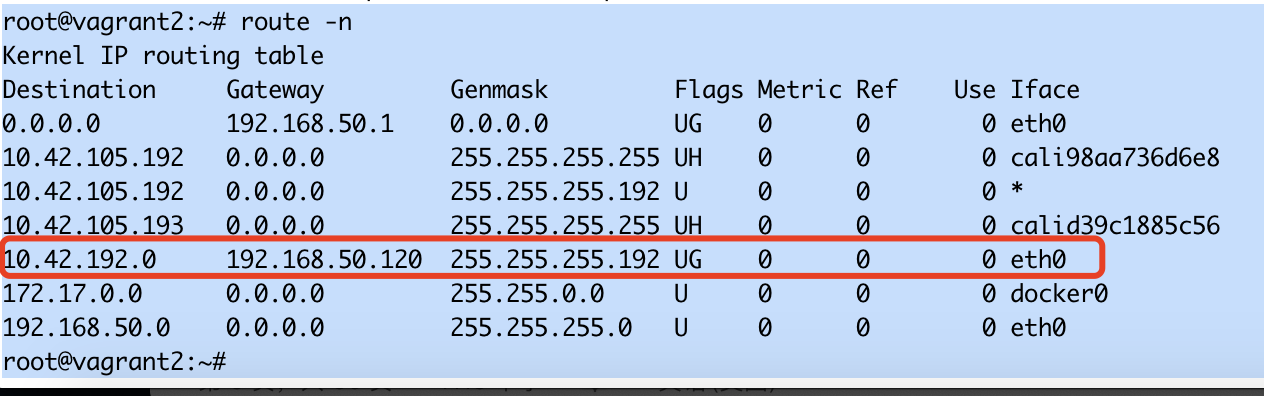 root@vagrant2:~# route -n
Kernel IP routing table
Destination Gateway Genmask Flags Metric Ref Use Iface
0.0.0.0 192.168.50.1 0.0.0.0 UG 0 0 0 eth0
10.42.105.192 0.0.0.0 255.255.255.255 UH 0 0 0 cali98aa736d6e8
10.42.105.192 0.0.0.0 255.255.255.192 U 0 0 0 *
10.42.105.193 0.0.0.0 255.255.255.255 UH 0 0 0 calid39c1885c56
10.42.192.0 192.168.50.120 255.255.255.192 UG 0 0 0 eth0
172.17.0.0 0.0.0.0 255.255.0.0 U 0 0 0 docker0
192.168.50.0 0.0.0.0 255.255.255.0 U 0 0 0 eth0
root@vagrant2:~#